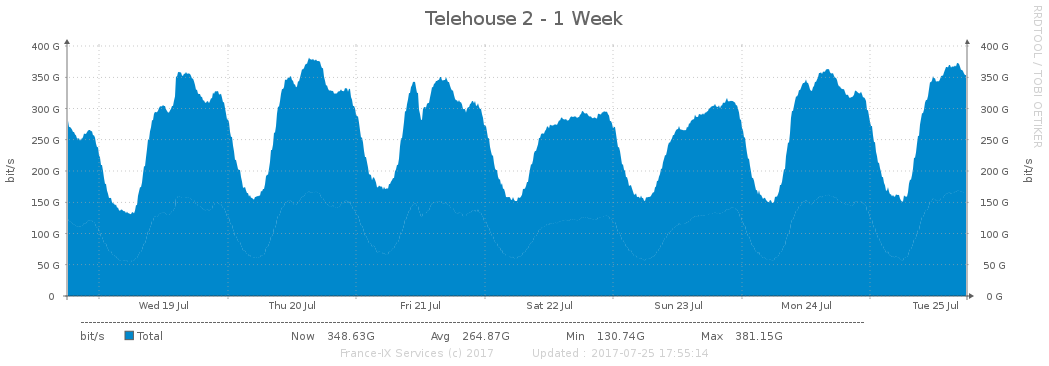 Telehouse 2 - 1 Week
RRDTOOL / TOBI OETIKER
400 G 400 G
350 G 350 G
300 G 300 G
250 G 250 G
200 G 200 G
150 G 150 G
100 G 100 G
50 G 50 G
0 0 G
bit/s
bit/s
Wed 19 Jul Thu 20 Jul Fri 21 Jul Sat 22 Jul Sun 23 Jul Mon 24 Jul Tue 25 Jul
bit/s Total Now 348.63G Avg 264.87G Min 130.74G Max 381.15G
France-IX Services (c) 2017 Updated : 2017-07-25 17:55:14